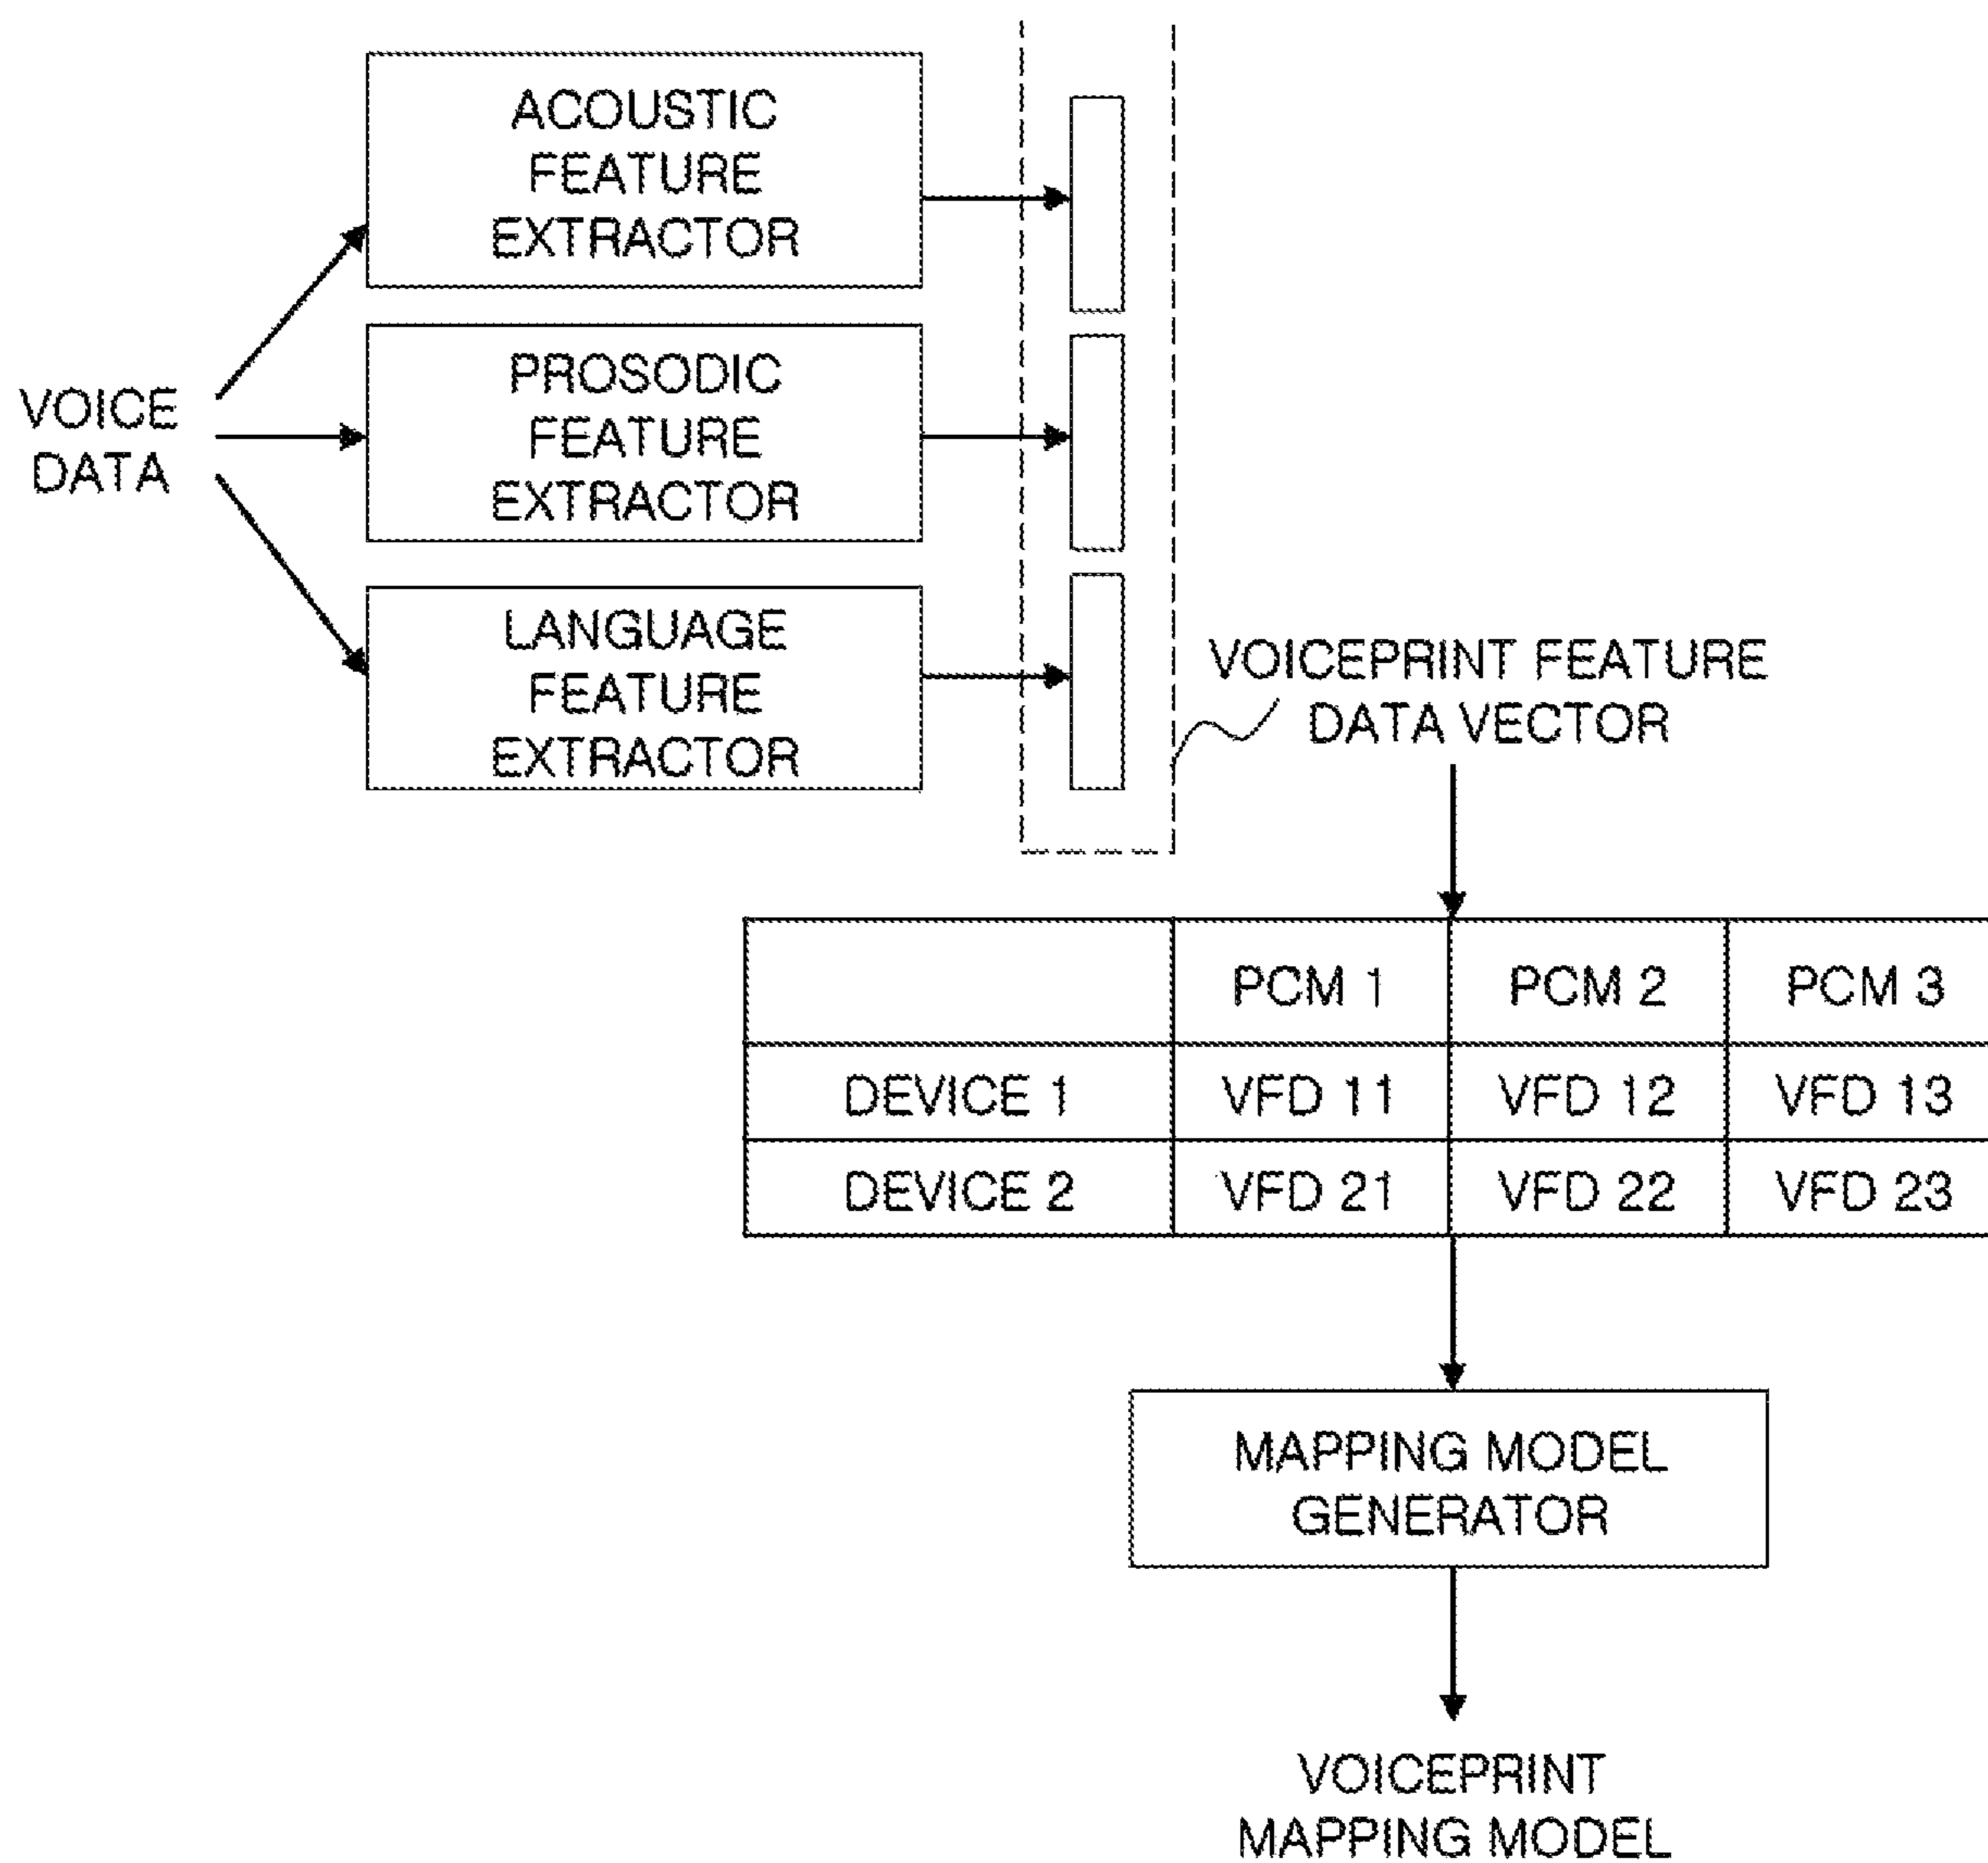 ACOUSTIC
FEATURE
EXTRACTOR
VOICE
DATA
PROSODIC
FEATURE
EXTRACTOR
LANGUAGE
FEATURE
EXTRACTOR
VOICEPRINT FEATURE
DATA VECTOR
PCM 1 PCM 2 PCM 3
DEVICE 1 VFD 11 VFD 12 VFD 13
DEVICE 2 VFD 21 VFD 22 VFD 23
MAPPING MODEL
GENERATOR
VOICEPRINT
MAPPING MODEL